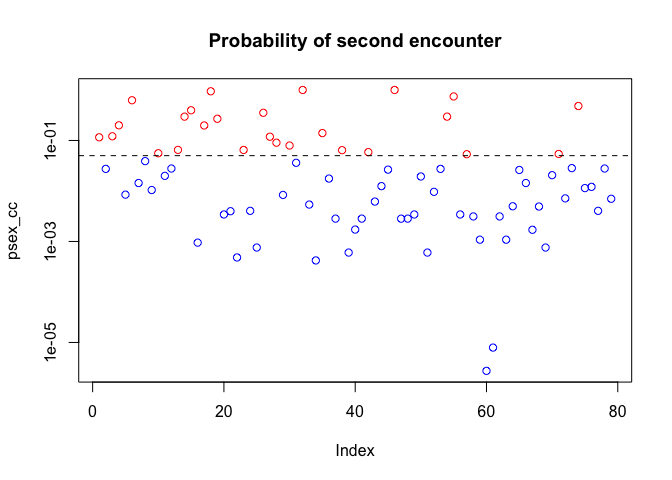 Probability of second encounter
psex_cc
1e-01
1e-03
1e-05
0 20 40 60 80
Index